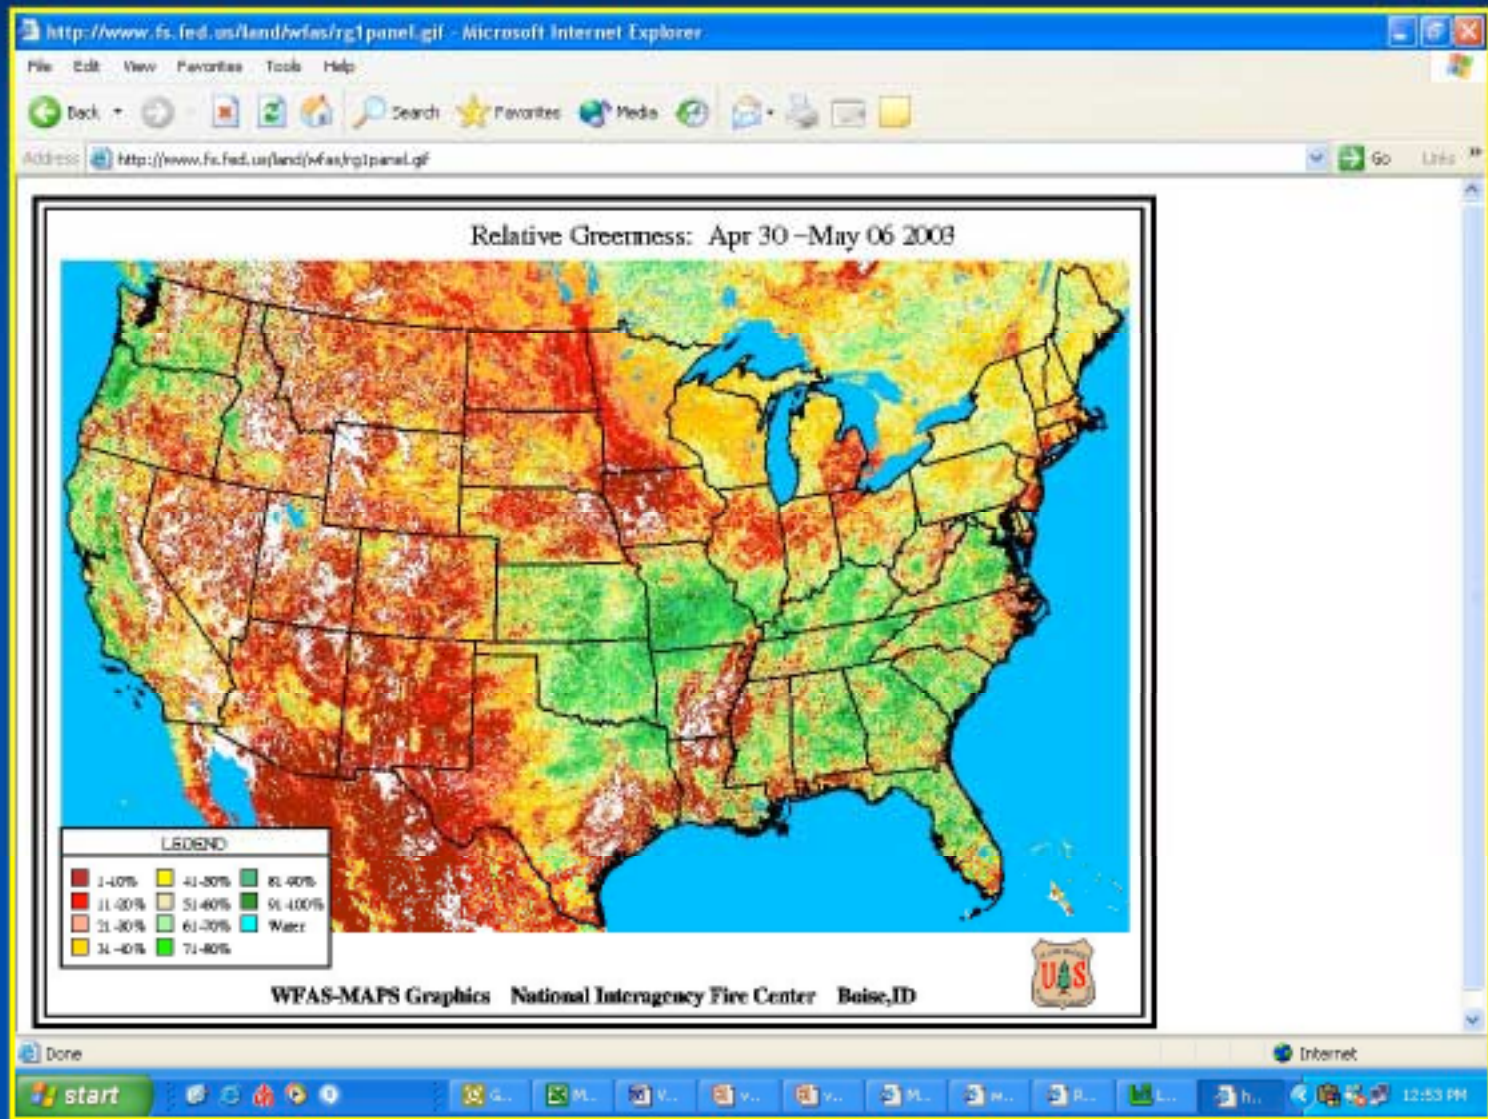 http://www.fs.fed.us/land/wfas/rg1panel.gif - Microsoft Internet Explorer
File Edit View Favorites Tools Help
Back Search Favorites Media
Address http://www.fs.fed.us/land/wfas/rg1panel.gif Go Links »
Relative Greenness: Apr 30 -May 06 2003
LEGEND
1-10% 41-50% 81-90%
11-20% 51-60% 91-100%
21-30% 61-70% Water
31-40% 71-80%
U S
WFAS-MAPS Graphics National Interagency Fire Center Boise,ID
Done Internet
start G... M... V... v... v... M... w... R... L... h... 12:53 PM